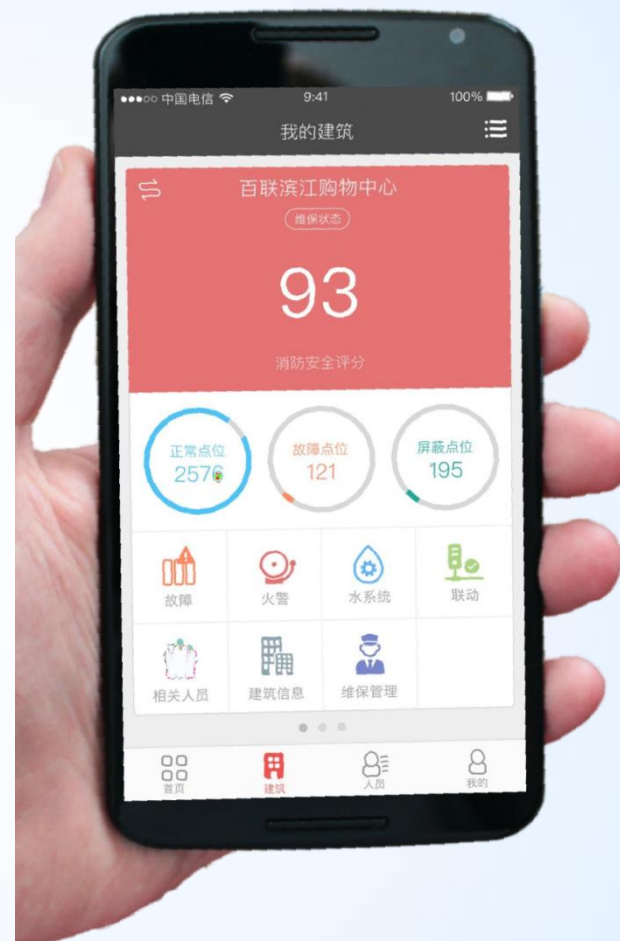 中国电信 9:41 100%
我的建筑
百联滨江购物中心
维保状态
93
消防安全评分
正常点位 故障点位 屏蔽点位
2576 121 195
故障 火警 水系统 联动
相关人员 建筑信息 维保管理
首页 建筑 人员 我的